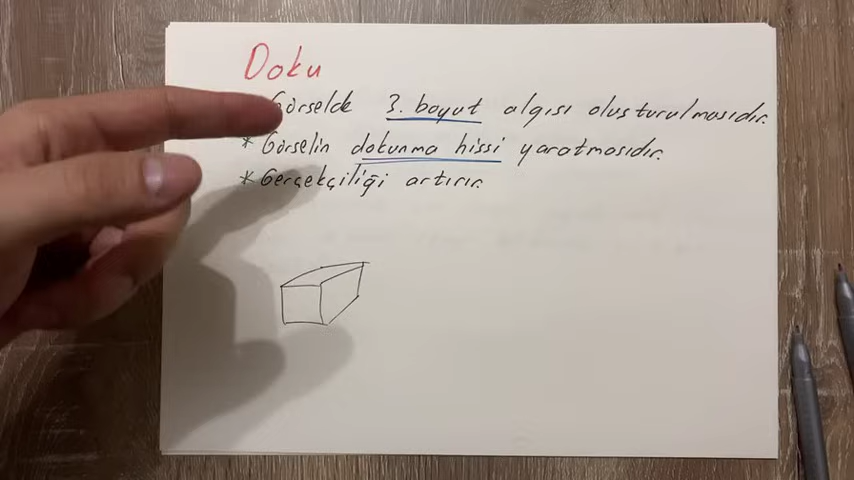 Doku
Görselde 3. boyut algısı oluşturulmasıdır.
* Görselin dokunma hissi yaratmasıdır.
* Gerçekçiliği artırır.